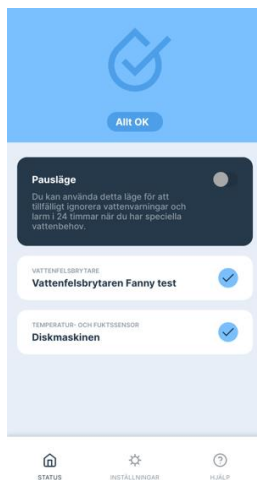 Allt OK
Pausläge
Du kan använda detta läge för att
tillfälligt ignorera vattenvarningar och
larm i 24 timmar när du har speciella
vattenbehov.
VATTENFELSBRYTARE
Vattenfelsbrytaren Fanny test
TEMPERATUR- OCH FUKTSSENSOR
Diskmaskinen
STATUS
INSTÄLLNINGAR
HJÄLP